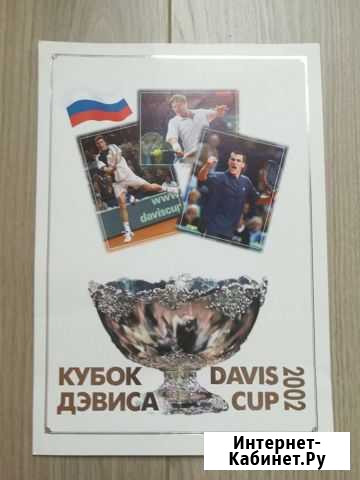 www.
daviscup
КУБОК DAVIS
ДЭВИСА CUP
2002
Интернет-
Кабинет.Ру